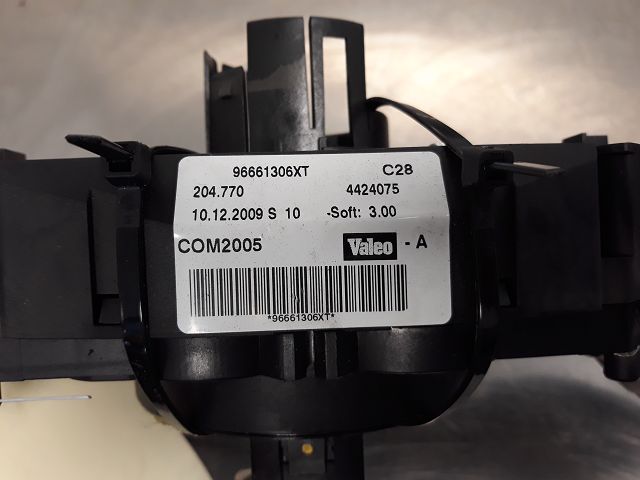 96661306XT C28
204.770 4424075
10.12.2009 S 10 -Soft: 3.00
COM2005 Valeo - A
*96661306XT*